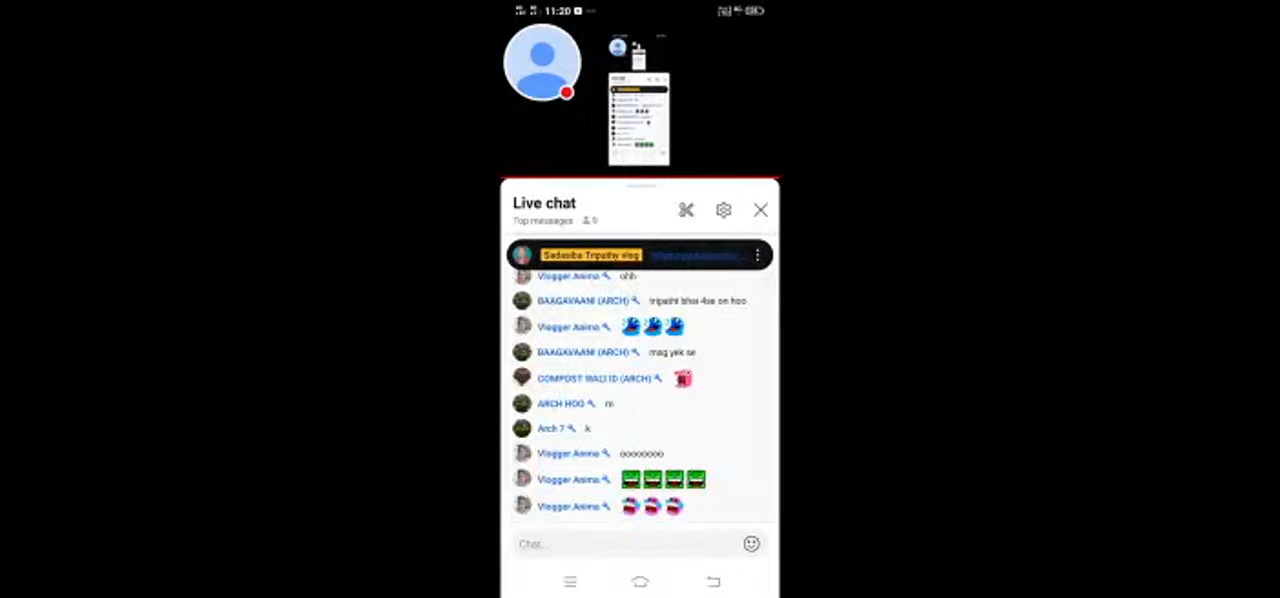 11:20
Live chat
Top messages 9
Sadasiba Tripathy vlog
Vlogger Anima ohh
BAAGAVAANI (ARCH) tripathi bhai 4se on hoo
Vlogger Anima
BAAGAVAANI (ARCH) msg yek se
COMPOST WALI ID (ARCH)
ARCH HOO m
Arch 7 k
Vlogger Anima oooooooo
Vlogger Anima
Vlogger Anima
Chat...